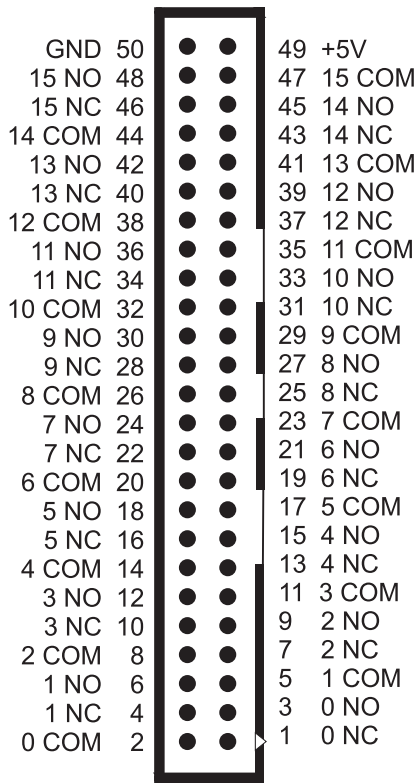 GND 50 49 +5V
15 NO 48 47 15 COM
15 NC 46 45 14 NO
14 COM 44 43 14 NC
13 NO 42 41 13 COM
13 NC 40 39 12 NO
12 COM 38 37 12 NC
11 NO 36 35 11 COM
11 NC 34 33 10 NO
10 COM 32 31 10 NC
9 NO 30 29 9 COM
9 NC 28 27 8 NO
8 COM 26 25 8 NC
7 NO 24 23 7 COM
7 NC 22 21 6 NO
6 COM 20 19 6 NC
5 NO 18 17 5 COM
5 NC 16 15 4 NO
4 COM 14 13 4 NC
3 NO 12 11 3 COM
3 NC 10 9 2 NO
2 COM 8 7 2 NC
1 NO 6 5 1 COM
1 NC 4 3 0 NO
0 COM 2 1 0 NC